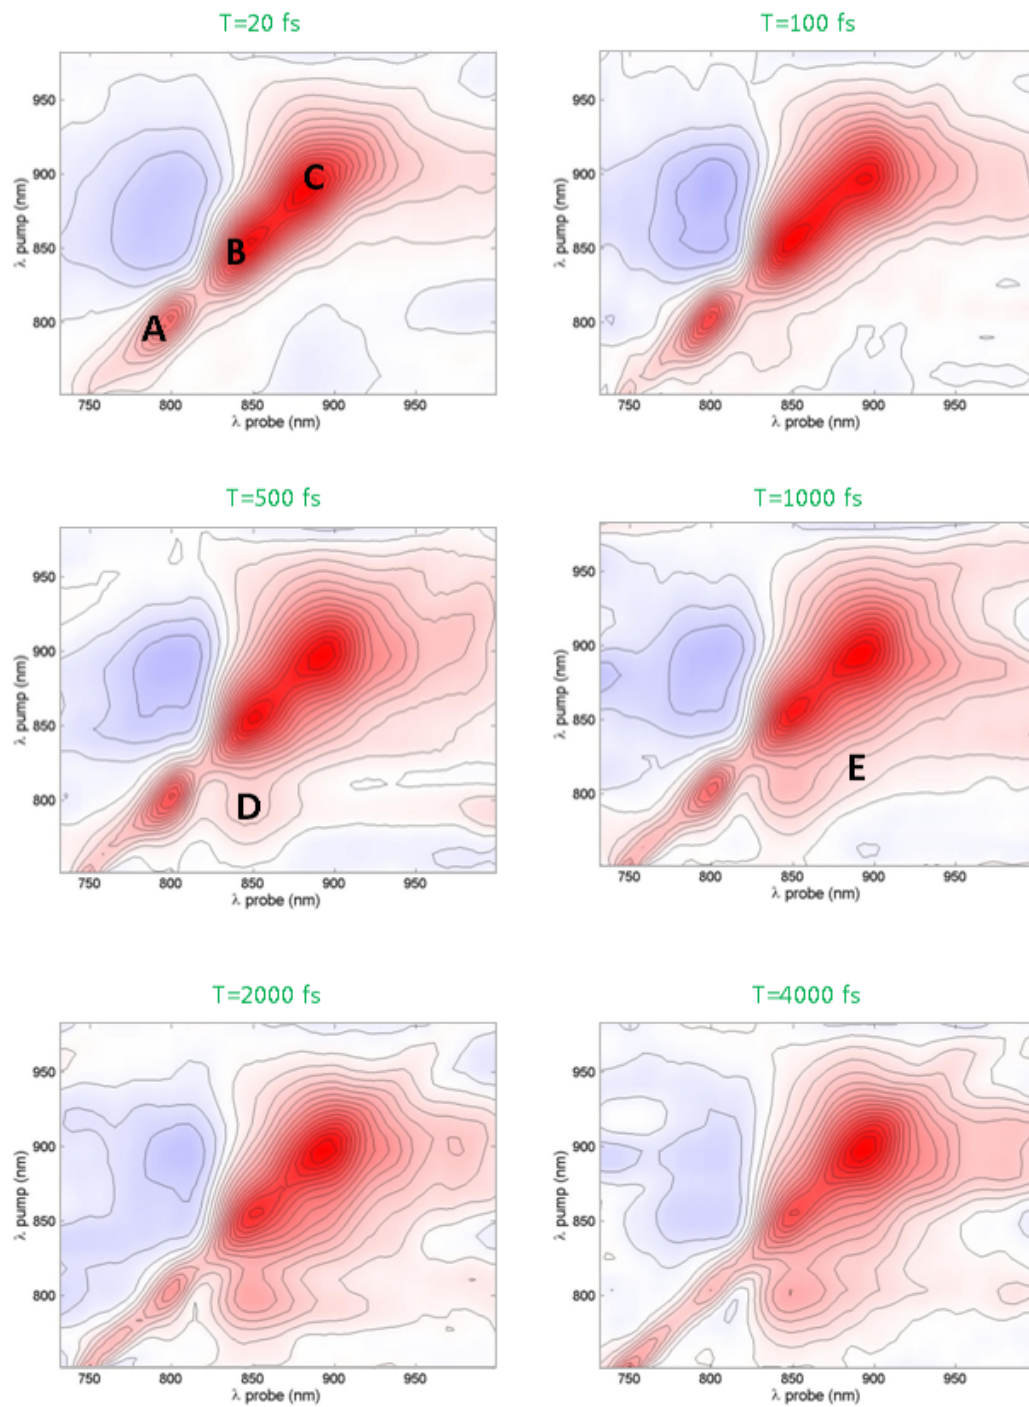 T=20 fs
T=100 fs
950
900
850
800
λ pump (nm)
C
B
A
750 800 850 900 950
λ probe (nm)
950
900
850
800
λ pump (nm)
750 800 850 900 950
λ probe (nm)
T=500 fs
T=1000 fs
950
900
850
800
λ pump (nm)
D
750 800 850 900 950
λ probe (nm)
950
900
850
800
λ pump (nm)
E
750 800 850 900 950
λ probe (nm)
T=2000 fs
T=4000 fs
950
900
850
800
λ pump (nm)
750 800 850 900 950
λ probe (nm)
950
900
850
800
λ pump (nm)
750 800 850 900 950
λ probe (nm)